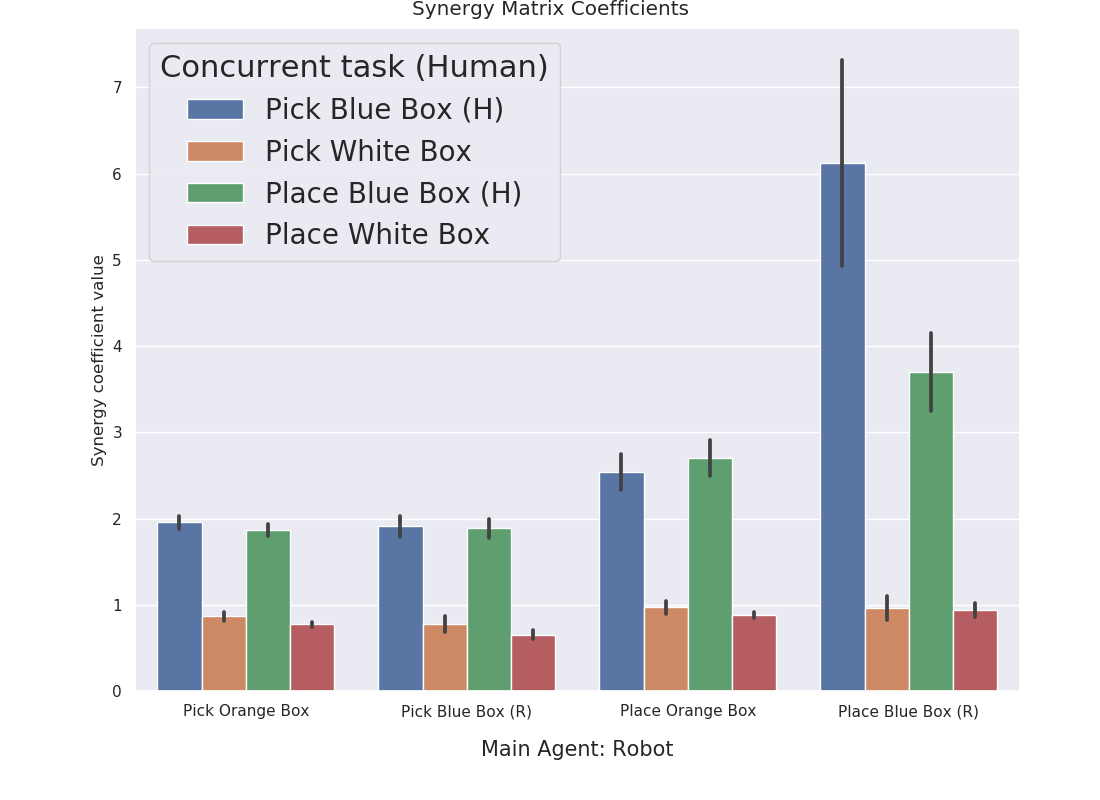 Synergy Matrix Coefficients
Concurrent task (Human)
Pick Blue Box (H)
Pick White Box
Place Blue Box (H)
Place White Box
Synergy coefficient value
7
6
5
4
3
2
1
0
Pick Orange Box
Pick Blue Box (R)
Place Orange Box
Place Blue Box (R)
Main Agent: Robot